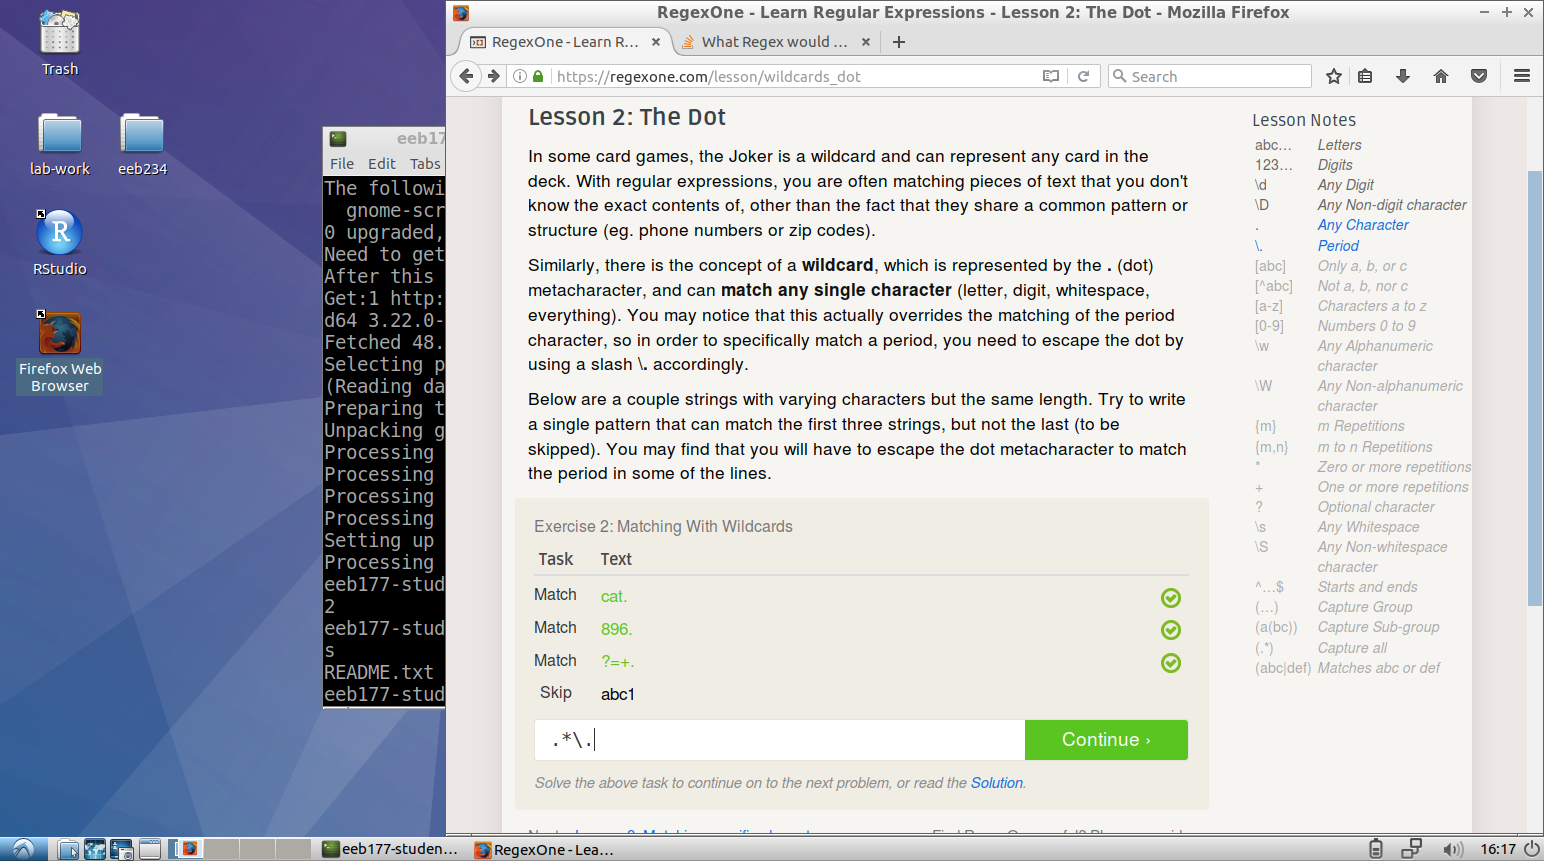 RegexOne - Learn Regular Expressions - Lesson 2: The Dot - Mozilla Firefox
RegexOne - Learn R...
What Regex would ...
https://regexone.com/lesson/wildcards_dot
Search
Trash
lab-work
eeb234
RStudio
Firefox Web
Browser
eeb17
File Edit Tabs
The followi
gnome-scr
0 upgraded,
Need to get
After this
Get:1 http:
d64 3.22.0-
Fetched 48.
Selecting p
(Reading da
Preparing t
Unpacking g
Processing
Processing
Processing
Processing
Setting up
Processing
eeb177-stud
2
eeb177-stud
s
README.txt
eeb177-stud
Lesson 2: The Dot
In some card games, the Joker is a wildcard and can represent any card in the
deck. With regular expressions, you are often matching pieces of text that you don't
know the exact contents of, other than the fact that they share a common pattern or
structure (eg. phone numbers or zip codes).
Similarly, there is the concept of a wildcard, which is represented by the . (dot)
metacharacter, and can match any single character (letter, digit, whitespace,
everything). You may notice that this actually overrides the matching of the period
character, so in order to specifically match a period, you need to escape the dot by
using a slash \. accordingly.
Below are a couple strings with varying characters but the same length. Try to write
a single pattern that can match the first three strings, but not the last (to be
skipped). You may find that you will have to escape the dot metacharacter to match
the period in some of the lines.
Exercise 2: Matching With Wildcards
Task Text
Match cat.
Match 896.
Match ?=+.
Skip abc1
.*\.
Continue ›
Solve the above task to continue on to the next problem, or read the Solution.
Lesson Notes
abc... Letters
123... Digits
\d Any Digit
\D Any Non-digit character
. Any Character
\. Period
[abc] Only a, b, or c
[^abc] Not a, b, nor c
[a-z] Characters a to z
[0-9] Numbers 0 to 9
\w Any Alphanumeric
character
\W Any Non-alphanumeric
character
{m} m Repetitions
{m,n} m to n Repetitions
* Zero or more repetitions
+ One or more repetitions
? Optional character
\s Any Whitespace
\S Any Non-whitespace
character
^...$ Starts and ends
(...) Capture Group
(a(bc)) Capture Sub-group
(.*) Capture all
(abc|def) Matches abc or def
eeb177-studen...
RegexOne - Lea...
16:17